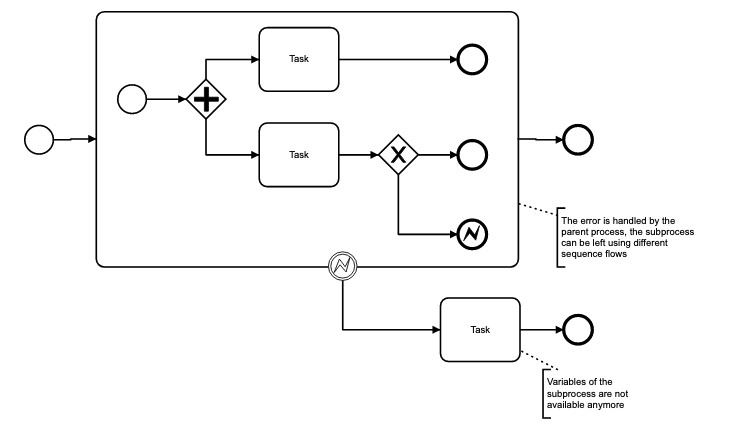 Task
Task
The error is handled by the
parent process, the subprocess
can be left using different
sequence flows
Task
Variables of the
subprocess are not
available anymore